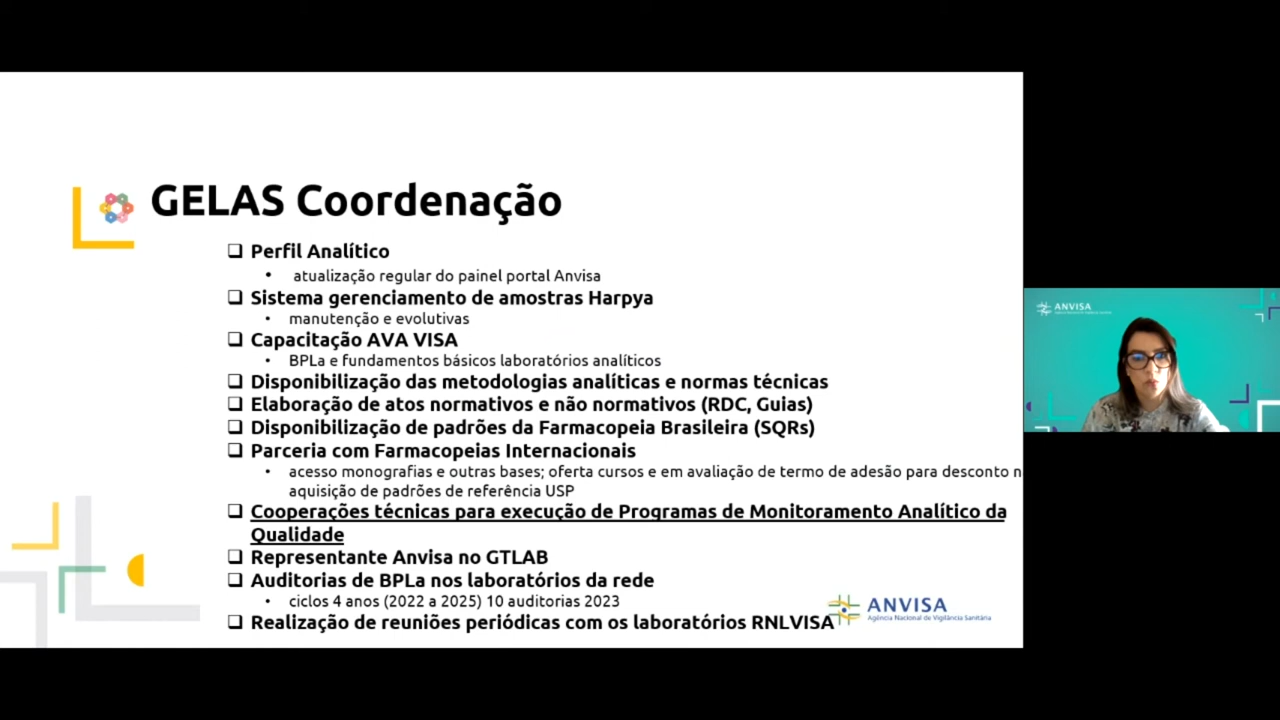 GELAS Coordenação
❑ Perfil Analítico
• atualização regular do painel portal Anvisa
❑ Sistema gerenciamento de amostras Harpya
• manutenção e evolutivas
❑ Capacitação AVA VISA
• BPLa e fundamentos básicos laboratórios analíticos
❑ Disponibilização das metodologias analíticas e normas técnicas
❑ Elaboração de atos normativos e não normativos (RDC, Guias)
❑ Disponibilização de padrões da Farmacopeia Brasileira (SQRs)
❑ Parceria com Farmacopeias Internacionais
• acesso monografias e outras bases; oferta cursos e em avaliação de termo de adesão para desconto n
aquisição de padrões de referência USP
❑ Cooperações técnicas para execução de Programas de Monitoramento Analítico da
Qualidade
❑ Representante Anvisa no GTLAB
❑ Auditorias de BPLa nos laboratórios da rede
• ciclos 4 anos (2022 a 2025) 10 auditorias 2023
❑ Realização de reuniões periódicas com os laboratórios RNLVISA
ANVISA
Agência Nacional de Vigilância Sanitária
ANVISA